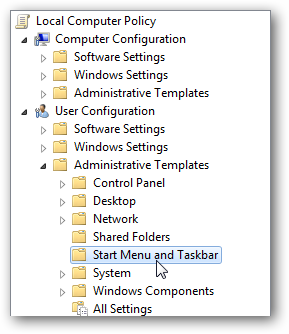 Local Computer Policy
Computer Configuration
Software Settings
Windows Settings
Administrative Templates
User Configuration
Software Settings
Windows Settings
Administrative Templates
Control Panel
Desktop
Network
Shared Folders
Start Menu and Taskbar
System
Windows Components
All Settings